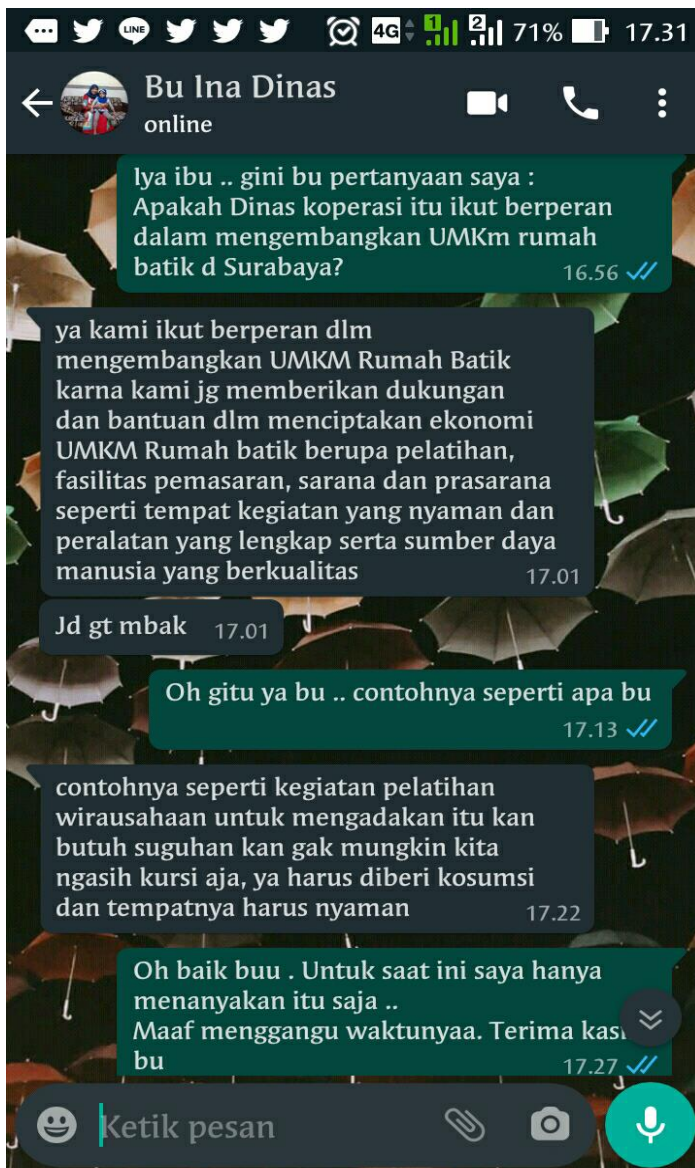 LINE 4G 1 2 71% 17.31
Bu Ina Dinas
online
Iya ibu .. gini bu pertanyaan saya :
Apakah Dinas koperasi itu ikut berperan
dalam mengembangkan UMKm rumah
batik d Surabaya?
16.56
ya kami ikut berperan dlm
mengembangkan UMKM Rumah Batik
karna kami jg memberikan dukungan
dan bantuan dlm menciptakan ekonomi
UMKM Rumah batik berupa pelatihan,
fasilitas pemasaran, sarana dan prasarana
seperti tempat kegiatan yang nyaman dan
peralatan yang lengkap serta sumber daya
manusia yang berkualitas
17.01
Jd gt mbak 17.01
Oh gitu ya bu .. contohnya seperti apa bu
17.13
contohnya seperti kegiatan pelatihan
wirausahaan untuk mengadakan itu kan
butuh suguhan kan gak mungkin kita
ngasih kursi aja, ya harus diberi kosumsi
dan tempatnya harus nyaman
17.22
Oh baik buu . Untuk saat ini saya hanya
menanyakan itu saja ..
Maaf menggangu waktunyaa. Terima
bu
17.27
Ketik pesan